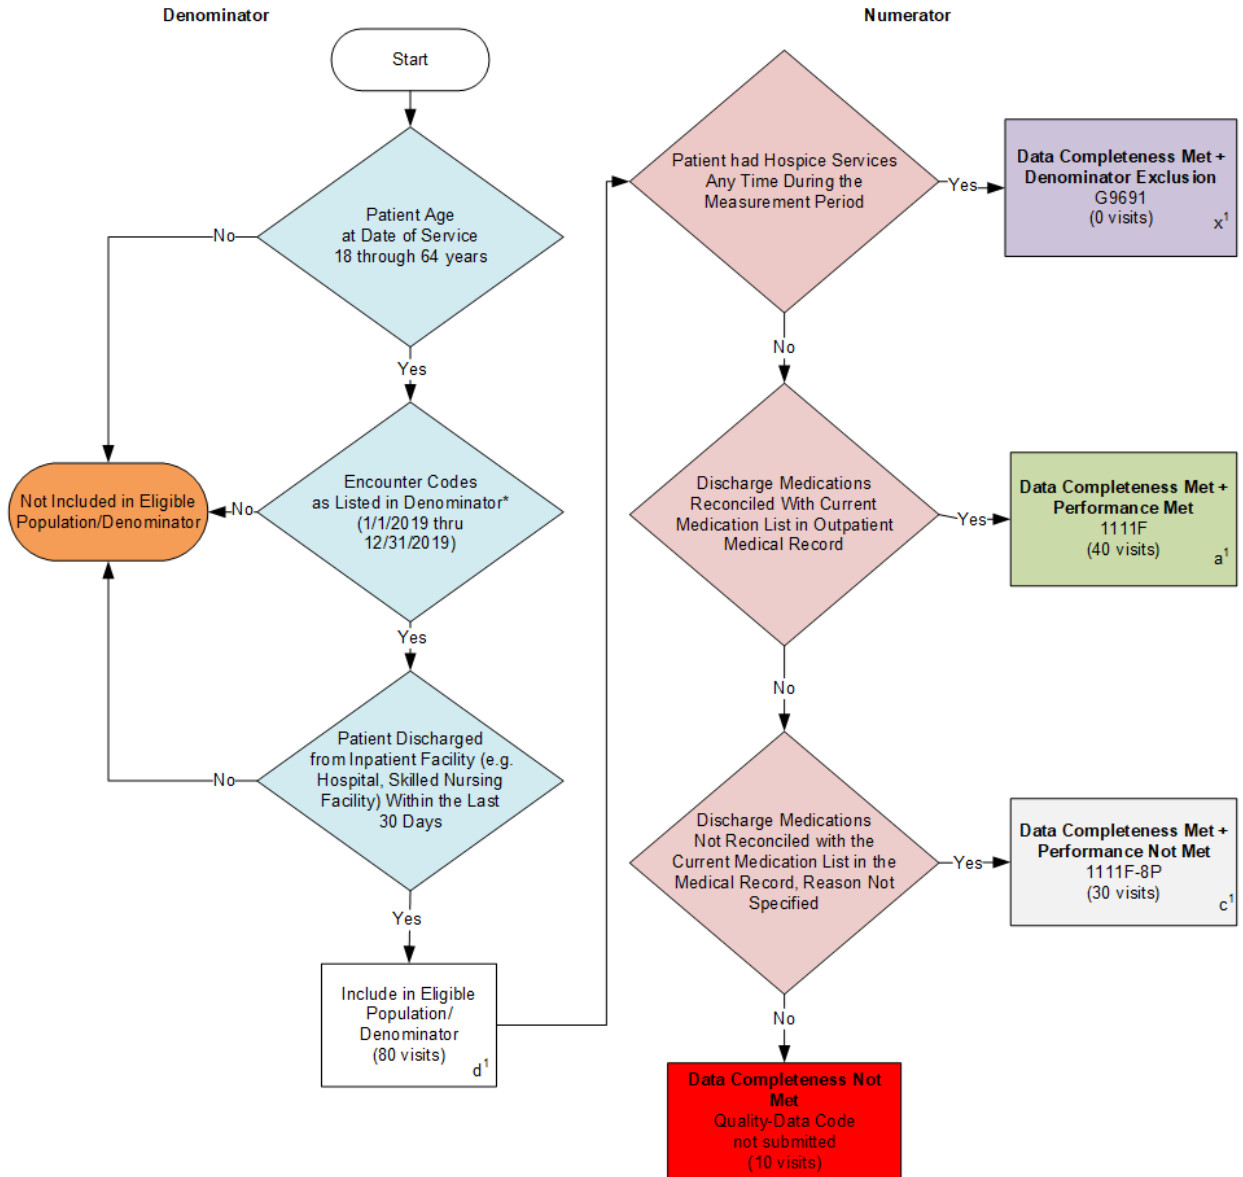 Denominator
Start
Patient Age
at Date of Service
18 through 64 years
No
Yes
Encounter Codes
as Listed in Denominator*
(1/1/2019 thru
12/31/2019)
No
Not Included in Eligible
Population/Denominator
Yes
Patient Discharged
from Inpatient Facility (e.g.
Hospital, Skilled Nursing
Facility) Within the Last
30 Days
No
Yes
Include in Eligible
Population/
Denominator
(80 visits)
d¹
Numerator
Patient had Hospice Services
Any Time During the
Measurement Period
Yes
Data Completeness Met +
Denominator Exclusion
G9691
(0 visits)
x¹
No
Discharge Medications
Reconciled With Current
Medication List in Outpatient
Medical Record
Yes
Data Completeness Met +
Performance Met
1111F
(40 visits)
a¹
No
Discharge Medications
Not Reconciled with the
Current Medication List in the
Medical Record, Reason Not
Specified
Yes
Data Completeness Met +
Performance Not Met
1111F-8P
(30 visits)
c¹
No
Data Completeness Not
Met
Quality-Data Code
not submitted
(10 visits)